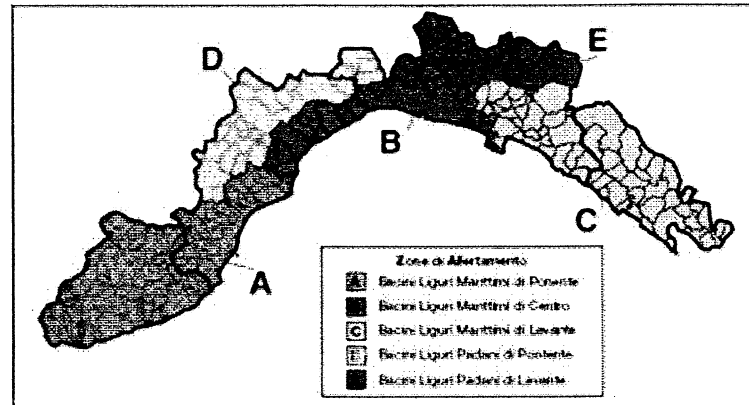 D
E
B
C
A
Zone di Allertamento
A Bacini Liguri Marittimi di Ponente
Bacini Liguri Marittimi di Centro
C Bacini Liguri Marittimi di Levante
Bacini Liguri Padani di Ponente
Bacini Liguri Padani di Levante